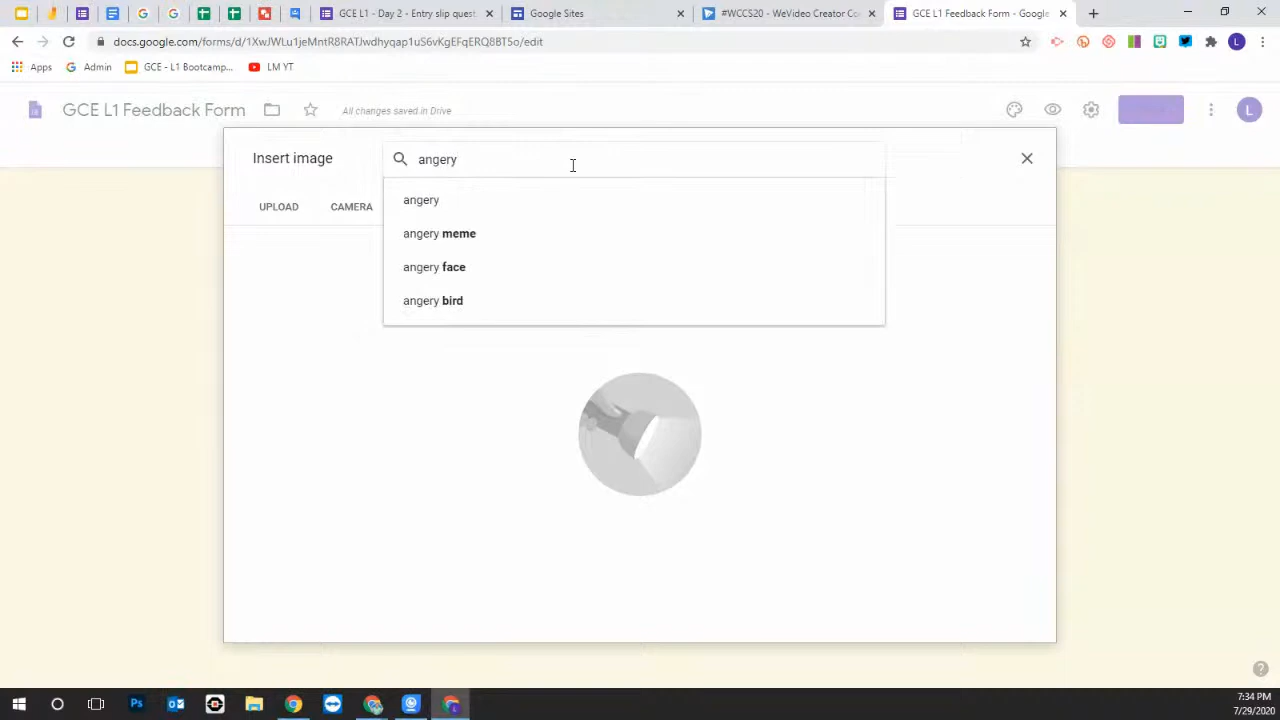 GCE L1 - Day 2 - Entry slip quest
Google Sites
#WCCS20 - WeVideo Creator Co
GCE L1 Feedback Form - Google
docs.google.com/forms/d/1XwJWLu1jeMntR8RATJwdhyqap1uS6vKgEFqERQ8BT5o/edit
Apps
Admin
GCE - L1 Bootcamp...
LM YT
GCE L1 Feedback Form
All changes saved in Drive
L
Insert image
angery
UPLOAD
CAMERA
angery
angery meme
angery face
angery bird
7:34 PM
7/29/2020